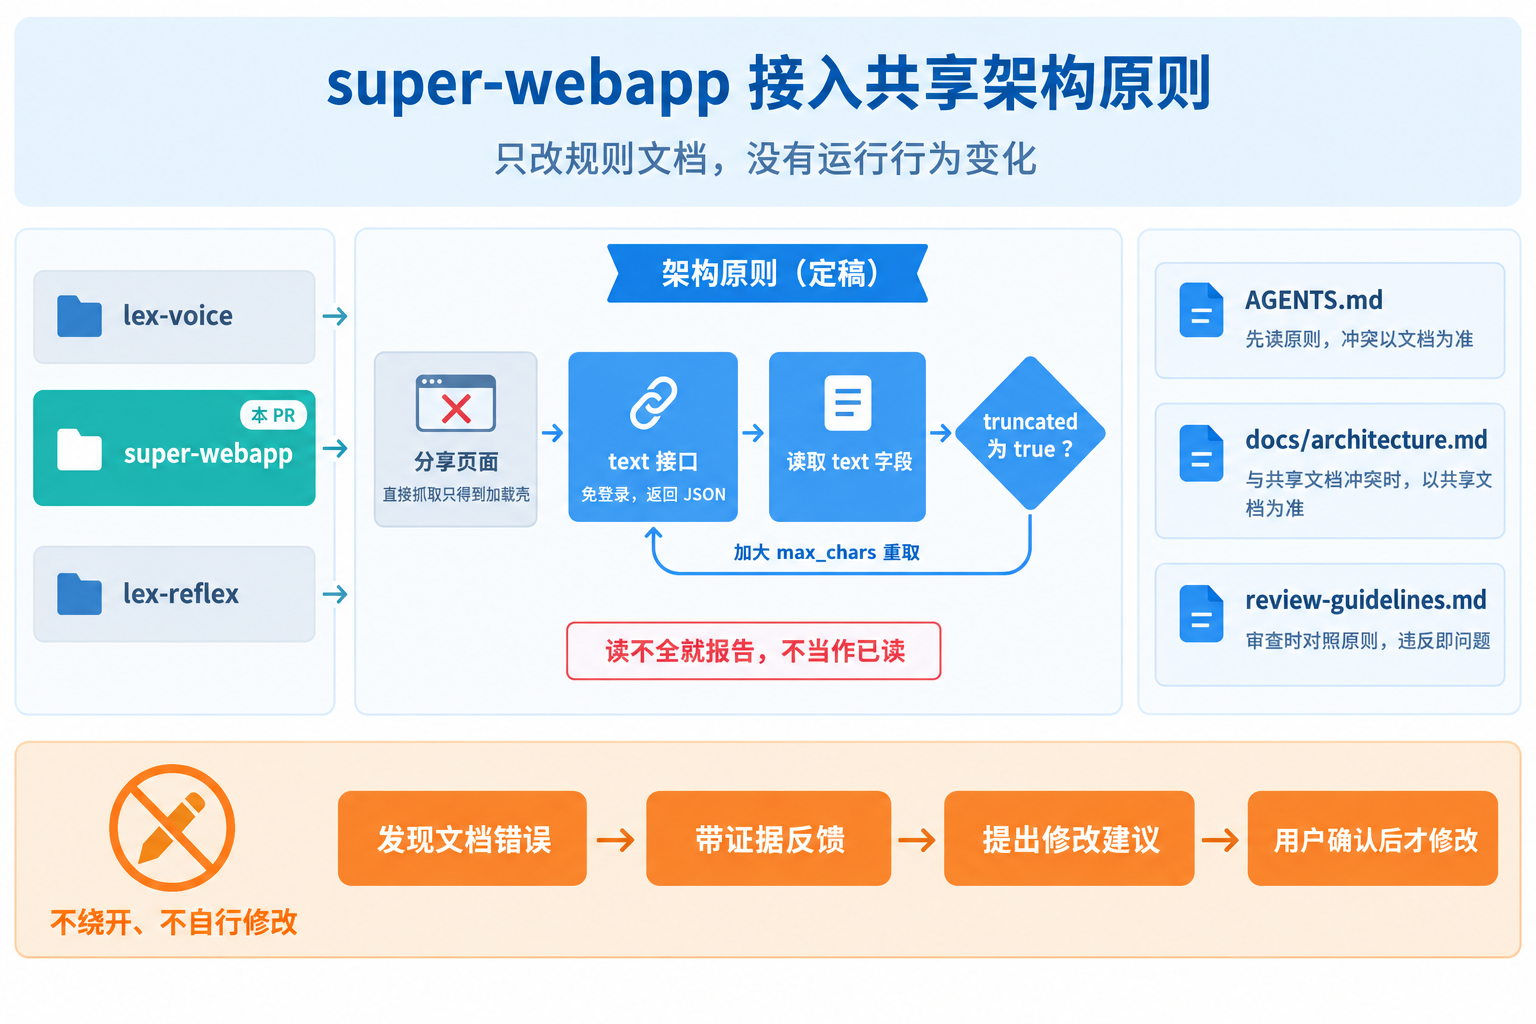 super-webapp 接入共享架构原则
只改规则文档，没有运行行为变化
lex-voice
本 PR
super-webapp
lex-reflex
架构原则（定稿）
分享页面
直接抓取只得到加载壳
text 接口
免登录，返回 JSON
读取 text 字段
truncated
为 true ？
加大 max_chars 重取
读不全就报告，不当作已读
AGENTS.md
先读原则，冲突以文档为准
docs/architecture.md
与共享文档冲突时，以共享文
档为准
review-guidelines.md
审查时对照原则，违反即问题
不绕开、不自行修改
发现文档错误
带证据反馈
提出修改建议
用户确认后才修改